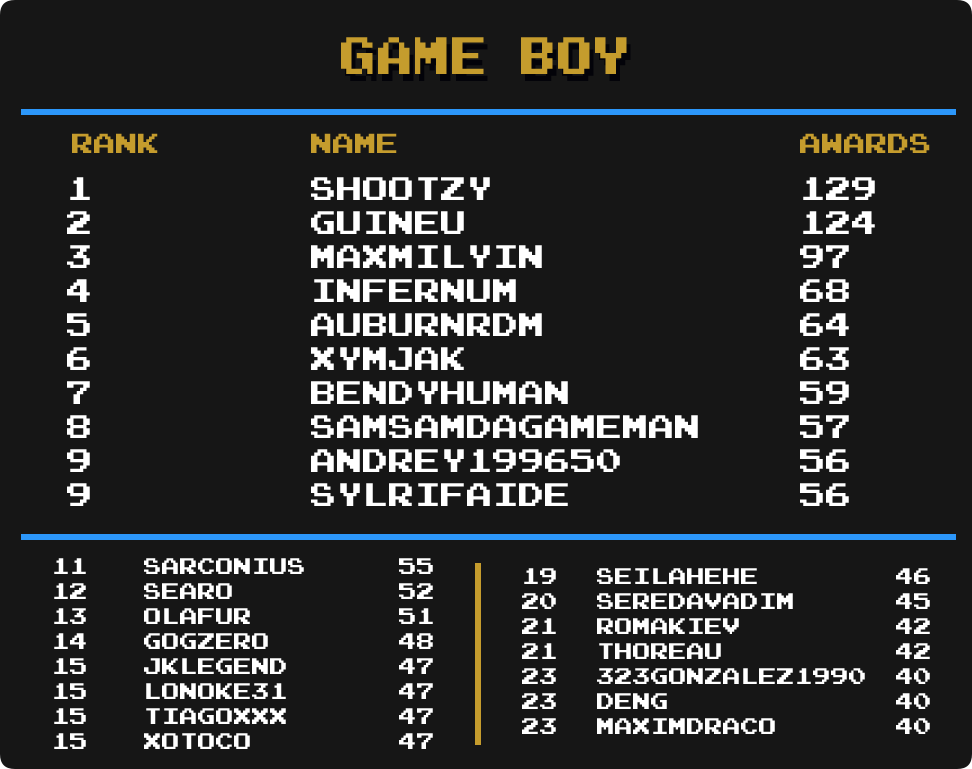 GAME BOY
RANK NAME AWARDS
1 SHOOTZY 129
2 GUINEU 124
3 MAXMILYIN 97
4 INFERNUM 68
5 AUBURNRDM 64
6 XYMJAK 63
7 BENDYHUMAN 59
8 SAMSAMDAGAMEMAN 57
9 ANDREY199650 56
9 SYLRIFAIDE 56
11 SARCONIUS 55
12 SEARO 52
13 OLAFUR 51
14 GOGZERO 48
15 JKLEGEND 47
15 LONOKE31 47
15 TIAGOXXX 47
15 XOTOCO 47
19 SEILAHEHE 46
20 SEREDAVADIM 45
21 ROMAKIEV 42
21 THOREAU 42
23 323GONZALEZ1990 40
23 DENG 40
23 MAXIMDRACO 40